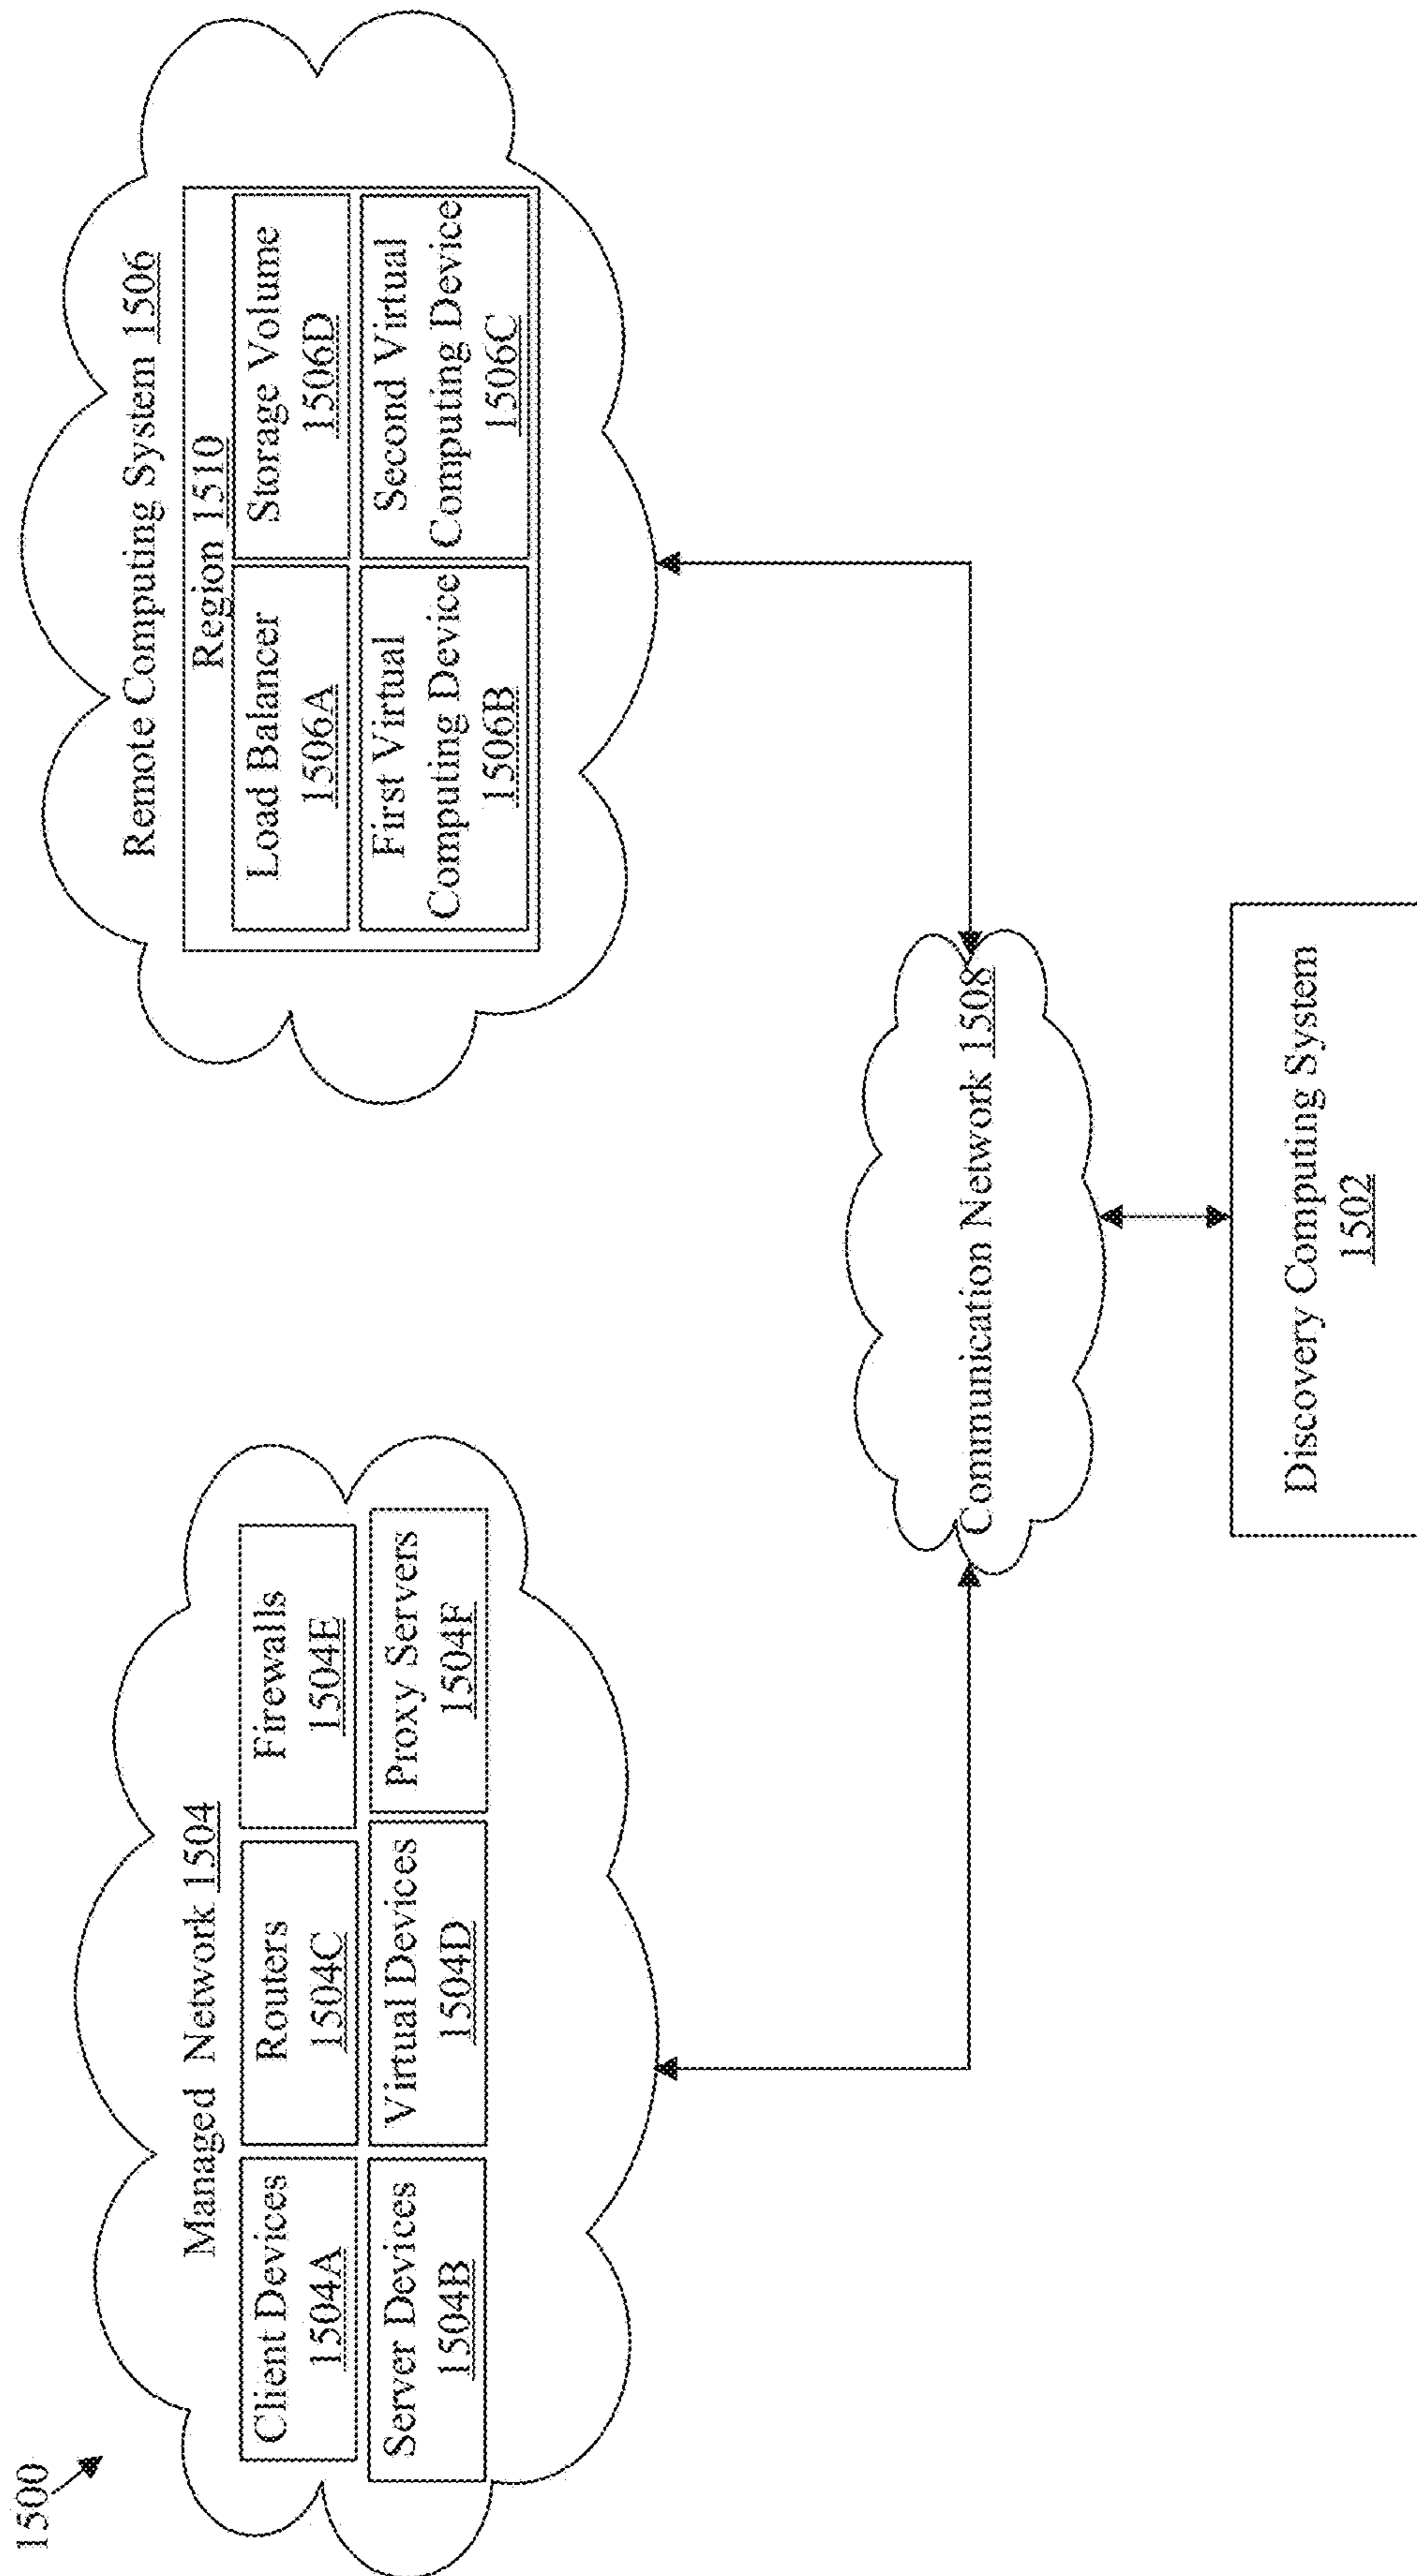 1500
Managed Network 1504
Client Devices
1504A
Routers
1504C
Firewalls
1504E
Server Devices
1504B
Virtual Devices
1504D
Proxy Servers
1504F
Remote Computing System 1506
Region 1510
Load Balancer
1506A
Storage Volume
1506D
First Virtual
Computing Device
1506B
Second Virtual
Computing Device
1506C
Communication Network 1508
Discovery Computing System
1502